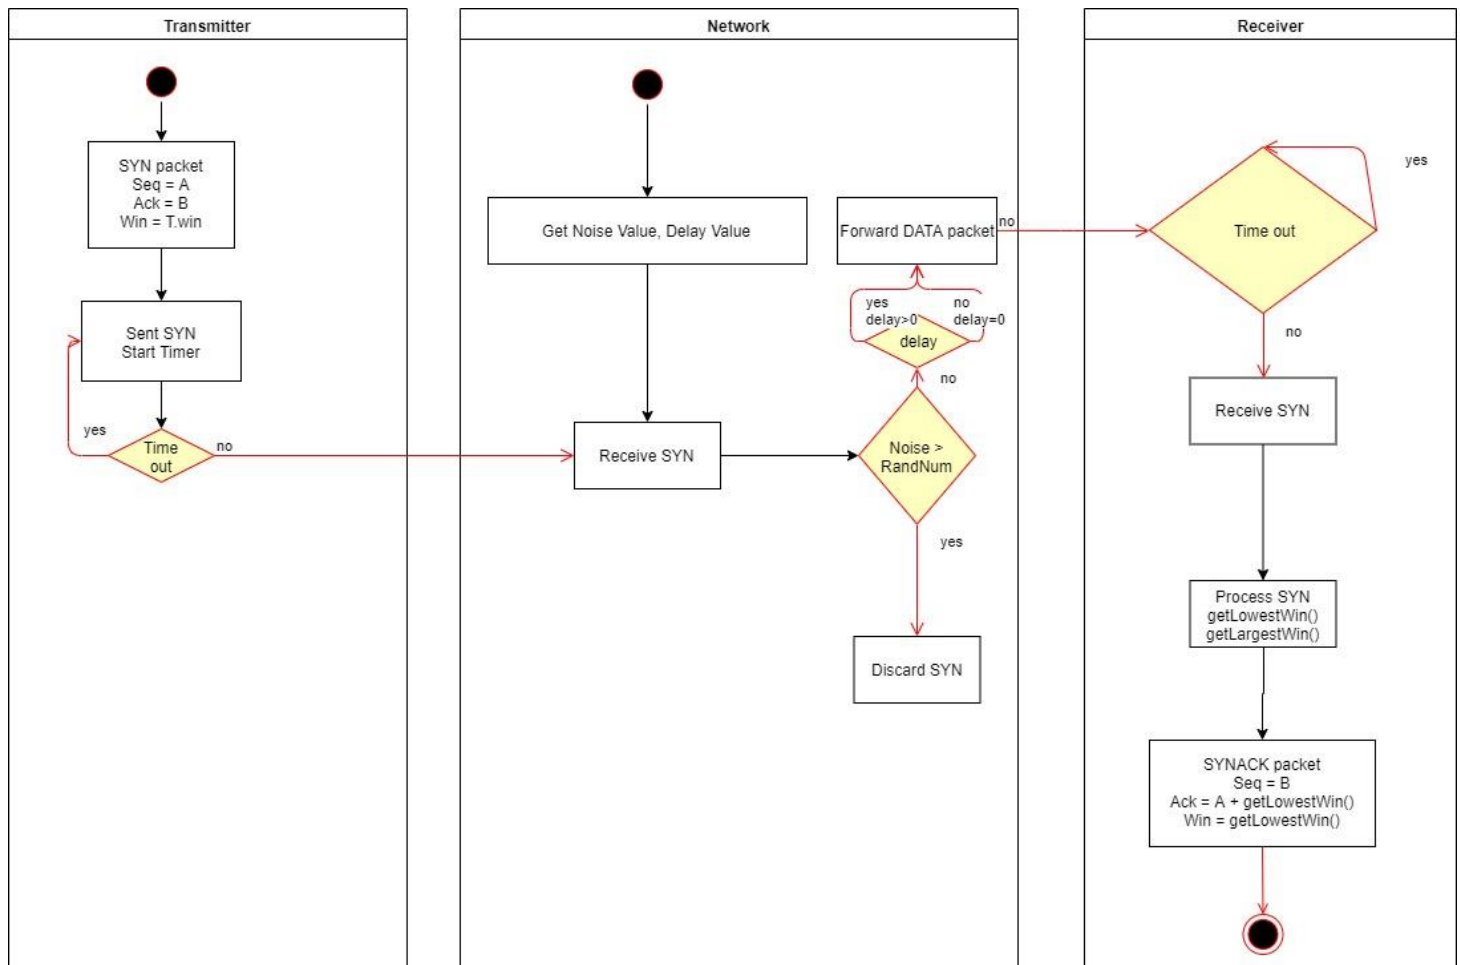 Transmitter
SYN packet
Seq = A
Ack = B
Win = T.win
Sent SYN
Start Timer
yes
Time
out
no
Network
Get Noise Value, Delay Value
Forward DATA packet
no
yes
delay>0
no
delay=0
delay
no
Receive SYN
Noise >
RandNum
yes
Discard SYN
Receiver
yes
Time out
no
Receive SYN
Process SYN
getLowestWin()
getLargestWin()
SYNACK packet
Seq = B
Ack = A + getLowestWin()
Win = getLowestWin()